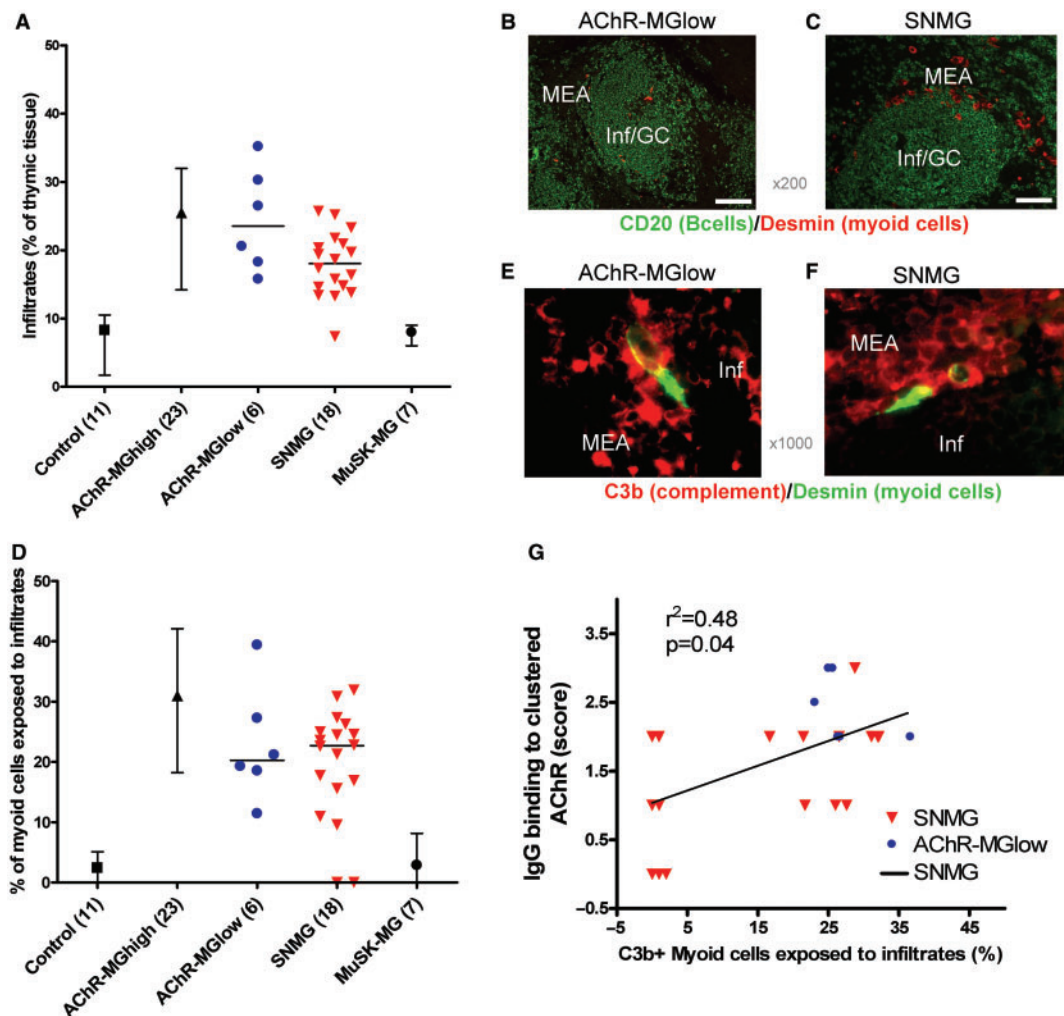 A
Infiltrates (% of thymic tissue)
50
40
30
20
10
0
Control (11)
AChR-MGhigh (23)
AChR-MGlow (6)
SNMG (18)
MuSK-MG (7)
B
AChR-MGlow
MEA
Inf/GC
x200
C
SNMG
MEA
Inf/GC
CD20 (Bcells)/Desmin (myoid cells)
E
AChR-MGlow
Inf
MEA
x1000
F
SNMG
MEA
Inf
C3b (complement)/Desmin (myoid cells)
D
% of myoid cells exposed to infiltrates
50
40
30
20
10
0
Control (11)
AChR-MGhigh (23)
AChR-MGlow (6)
SNMG (18)
MuSK-MG (7)
G
IgG binding to clustered
AChR (score)
r²=0.48
p=0.04
3.5
2.5
1.5
0.5
−0.5
SNMG
AChR-MGlow
SNMG
−5
5
15
25
35
45
C3b+ Myoid cells exposed to infiltrates (%)